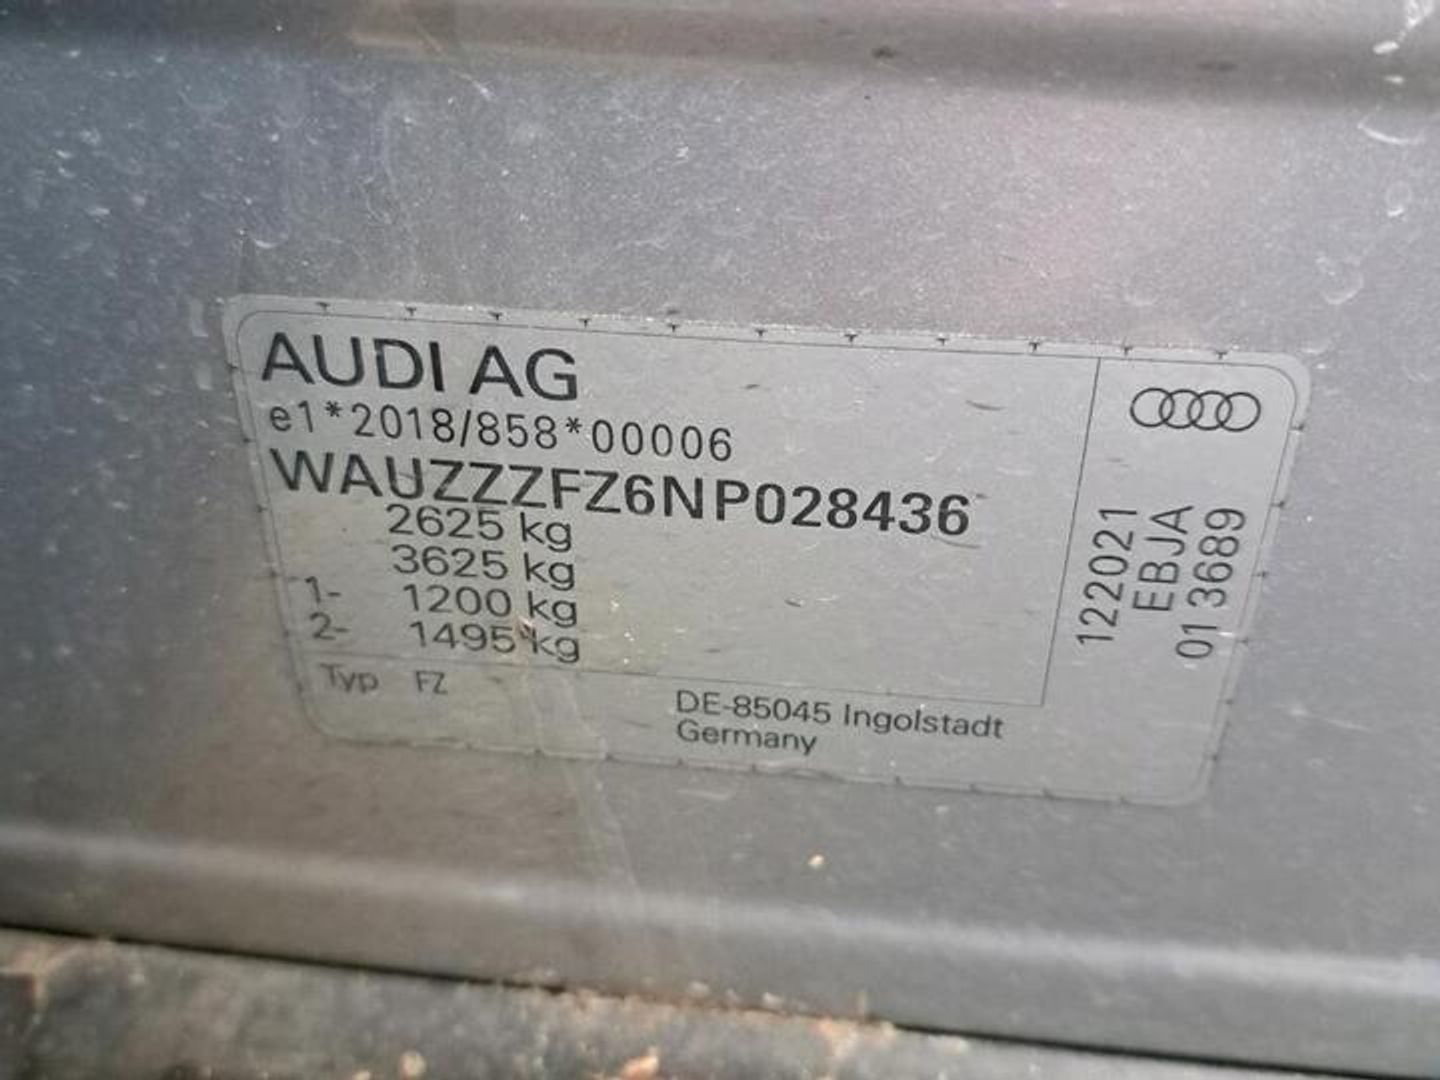 AUDI AG
e1*2018/858*00006
WAUZZZFZ6NP028436
2625 kg
3625 kg
1- 1200 kg
2- 1495 kg
Typ FZ
DE-85045 Ingolstadt
Germany
122021
EBJA
01 3689